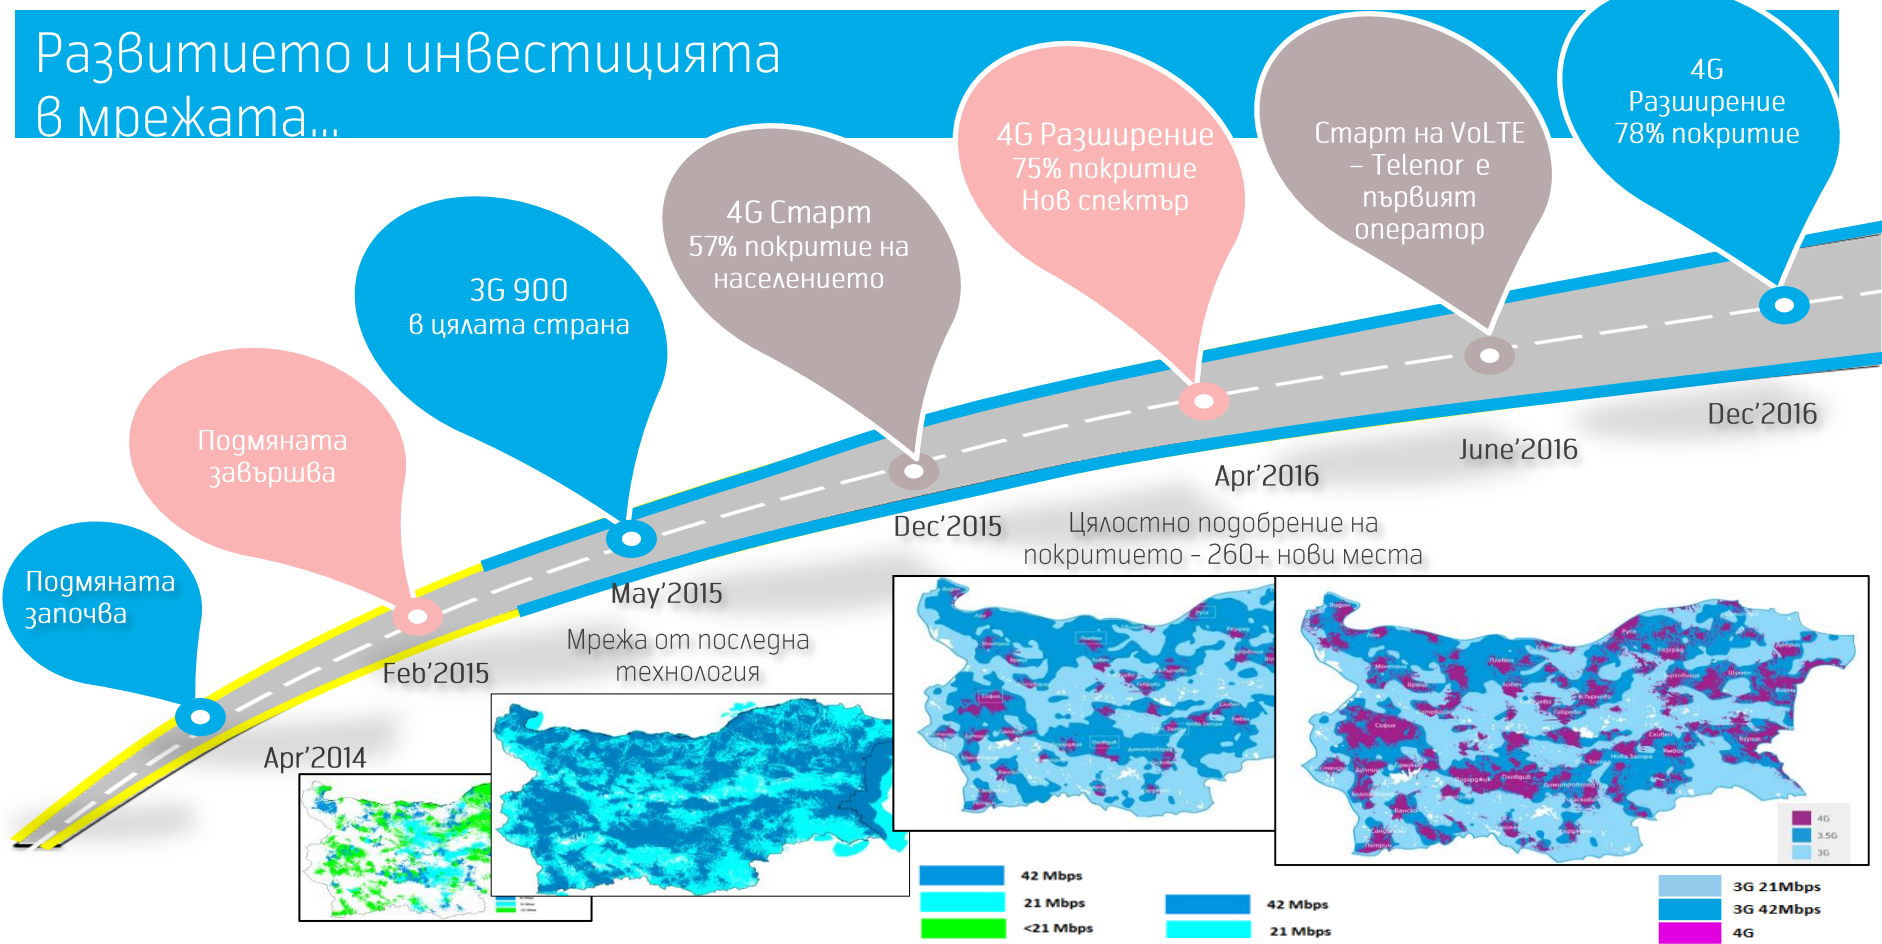 Развитието и инвестицията
в мрежата...
Подмяната
започва
Подмяната
завършва
3G 900
в цялата страна
4G Старт
57% покритие на
населението
4G Разширение
75% покритие
Нов спектър
Старт на VoLTE
– Telenor е
първият
оператор
4G
Разширение
78% покритие
Apr'2014
Feb'2015
May'2015
Dec'2015
Apr'2016
June'2016
Dec'2016
Мрежа от последна
технология
Цялостно подобрение на
покритието - 260+ нови места
42 Mbps
21 Mbps
<21 Mbps
42 Mbps
21 Mbps
4G
3.5G
3G
3G 21Mbps
3G 42Mbps
4G